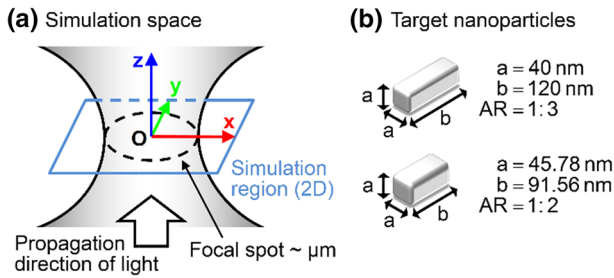 (a) Simulation space
z
y
x
O
Simulation
region (2D)
Propagation
direction of light
Focal spot ~ μm
(b) Target nanoparticles
a
a
b
a = 40 nm
b = 120 nm
AR = 1:3
a
a
b
a = 45.78 nm
b = 91.56 nm
AR = 1:2